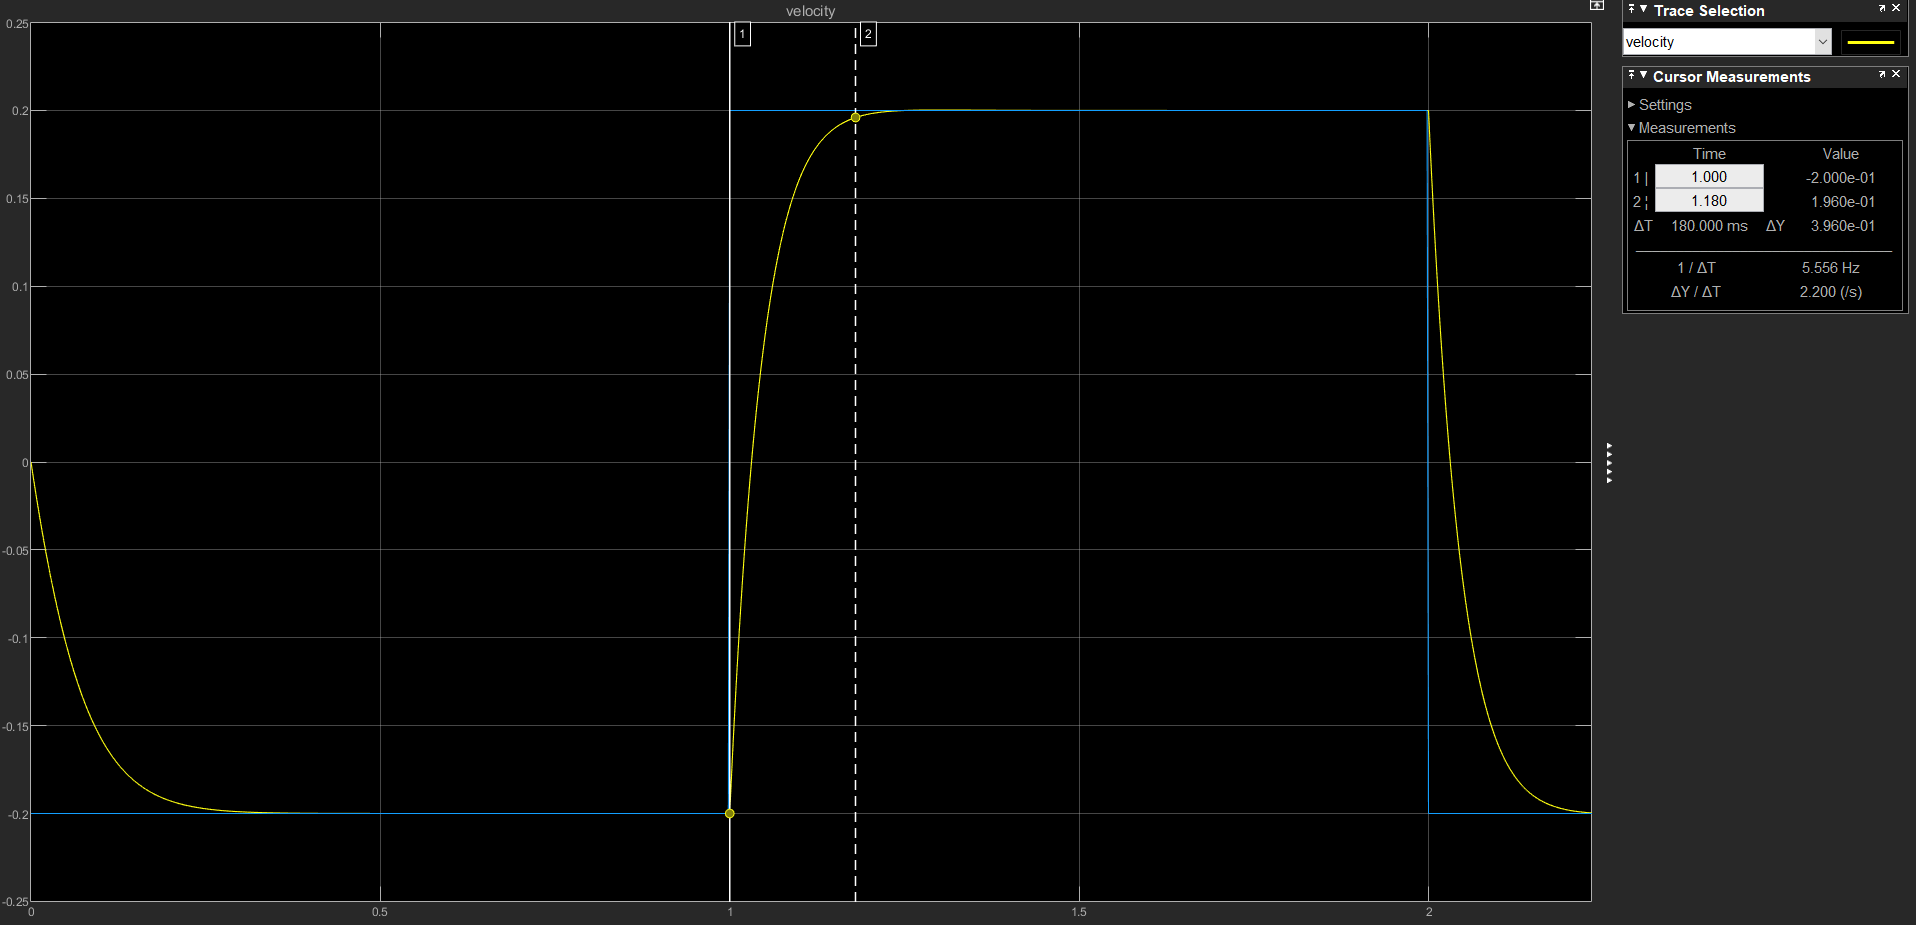 velocity
0.25
0.2
0.15
0.1
0.05
0
-0.05
-0.1
-0.15
-0.2
-0.25
0
0.5
1
1.5
2
1
2
Trace Selection
velocity
Cursor Measurements
Settings
Measurements
Time Value
1 | 1.000 -2.000e-01
2 ¦ 1.180 1.960e-01
ΔT 180.000 ms ΔY 3.960e-01
1 / ΔT 5.556 Hz
ΔY / ΔT 2.200 (/s)